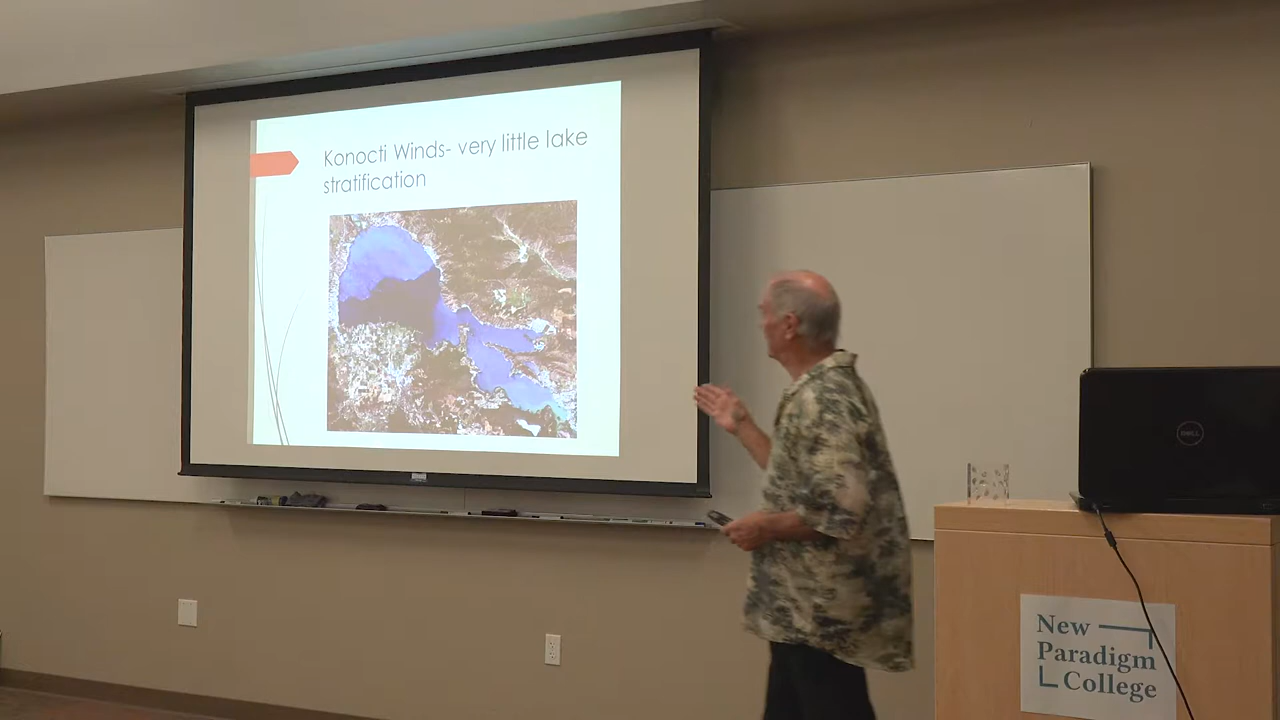 Konocti Winds- very little lake
stratification
DELL
New
Paradigm
College